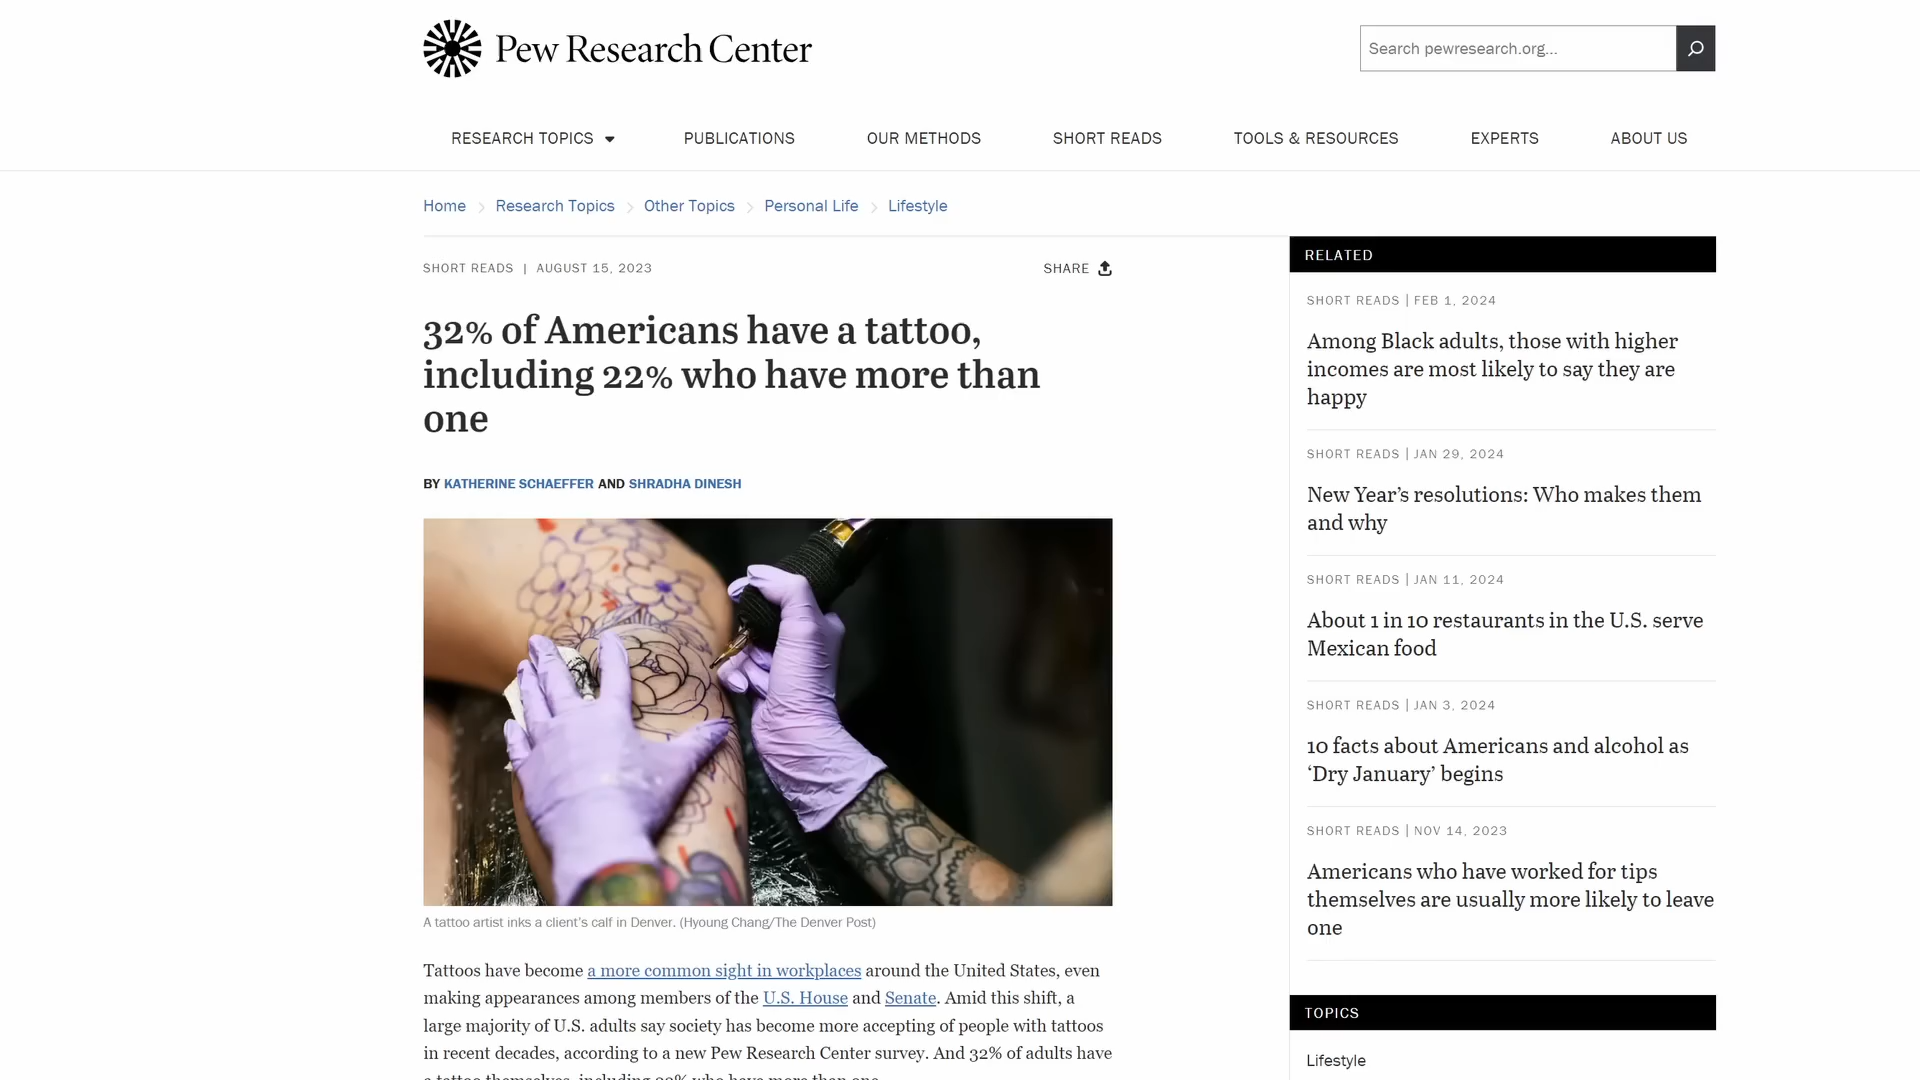 Pew Research Center
Search pewresearch.org...
RESEARCH TOPICS
PUBLICATIONS
OUR METHODS
SHORT READS
TOOLS & RESOURCES
EXPERTS
ABOUT US
Home
Research Topics
Other Topics
Personal Life
Lifestyle
SHORT READS | AUGUST 15, 2023
SHARE
32% of Americans have a tattoo,
including 22% who have more than
one
BY KATHERINE SCHAEFFER AND SHRADHA DINESH
A tattoo artist inks a client’s calf in Denver. (Hyoung Chang/The Denver Post)
Tattoos have become a more common sight in workplaces around the United States, even
making appearances among members of the U.S. House and Senate. Amid this shift, a
large majority of U.S. adults say society has become more accepting of people with tattoos
in recent decades, according to a new Pew Research Center survey. And 32% of adults have
a tattoo themselves, including 22% who have more than one.
RELATED
SHORT READS | FEB 1, 2024
Among Black adults, those with higher
incomes are most likely to say they are
happy
SHORT READS | JAN 29, 2024
New Year’s resolutions: Who makes them
and why
SHORT READS | JAN 11, 2024
About 1 in 10 restaurants in the U.S. serve
Mexican food
SHORT READS | JAN 3, 2024
10 facts about Americans and alcohol as
‘Dry January’ begins
SHORT READS | NOV 14, 2023
Americans who have worked for tips
themselves are usually more likely to leave
one
TOPICS
Lifestyle